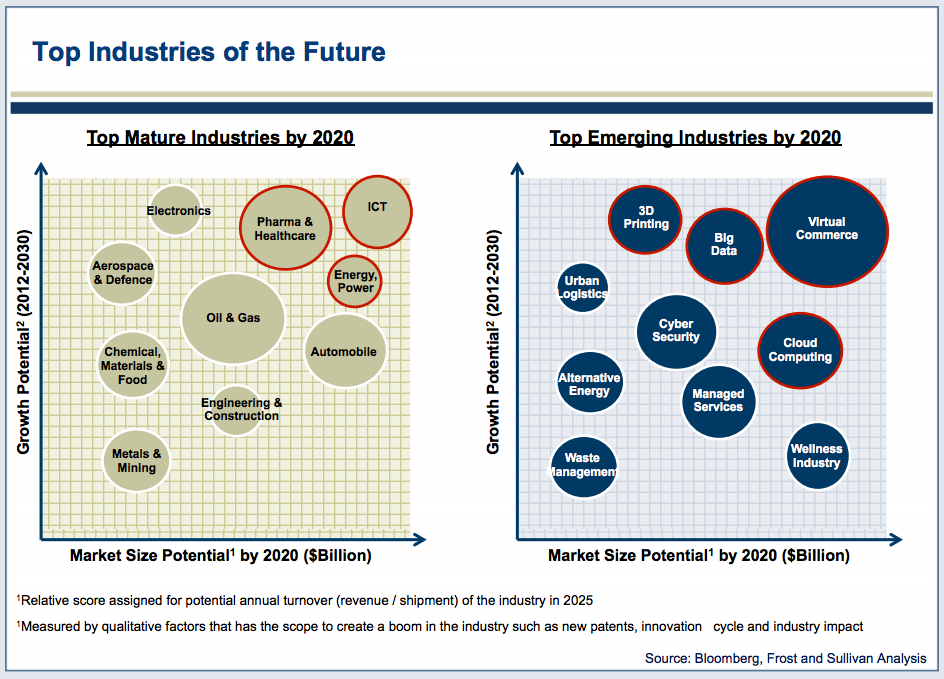 Top Industries of the Future
Top Mature Industries by 2020
Growth Potential² (2012-2030)
Electronics
Pharma &
Healthcare
ICT
Aerospace
& Defence
Energy,
Power
Oil & Gas
Automobile
Chemical,
Materials &
Food
Engineering &
Construction
Metals &
Mining
Market Size Potential¹ by 2020 ($Billion)
Top Emerging Industries by 2020
Growth Potential² (2012-2030)
3D
Printing
Big
Data
Virtual
Commerce
Urban
Logistics
Cyber
Security
Cloud
Computing
Alternative
Energy
Managed
Services
Waste
Management
Wellness
Industry
Market Size Potential¹ by 2020 ($Billion)
¹Relative score assigned for potential annual turnover (revenue / shipment) of the industry in 2025
¹Measured by qualitative factors that has the scope to create a boom in the industry such as new patents, innovation cycle and industry impact
Source: Bloomberg, Frost and Sullivan Analysis